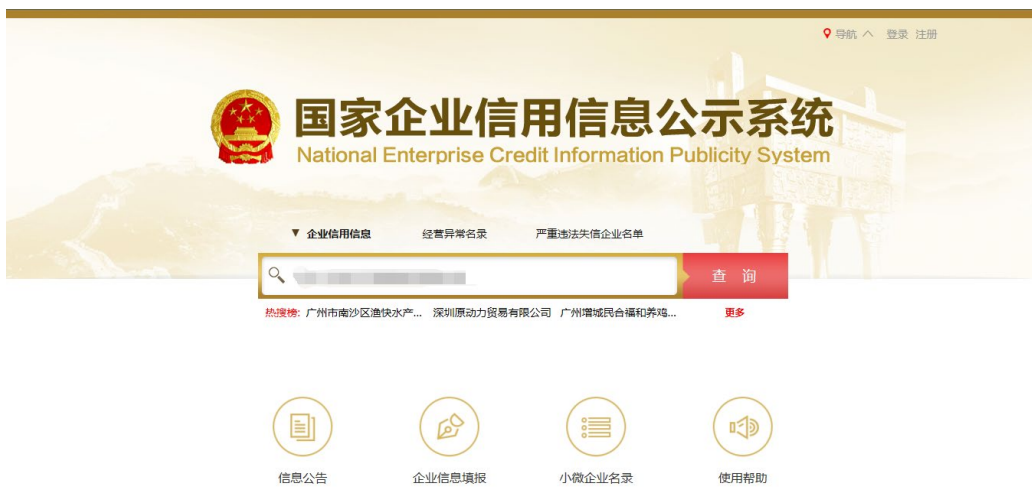 导航 登录 注册
国家企业信用信息公示系统
National Enterprise Credit Information Publicity System
企业信用信息 经营异常名录 严重违法失信企业名单
查 询
热搜榜: 广州市南沙区渔快水产... 深圳原动力贸易有限公司 广州增城民合福和养鸡... 更多
信息公告 企业信息填报 小微企业名录 使用帮助